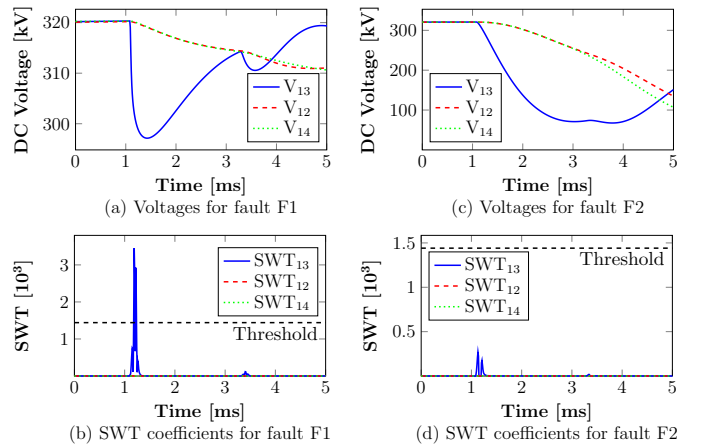 320
310
300
DC Voltage [kV]
V13
V12
V14
0 1 2 3 4 5
Time [ms]
(a) Voltages for fault F1
300
200
100
DC Voltage [kV]
V13
V12
V14
0 1 2 3 4 5
Time [ms]
(c) Voltages for fault F2
3
2
1
SWT [10³]
SWT13
SWT12
SWT14
Threshold
0 1 2 3 4 5
Time [ms]
(b) SWT coefficients for fault F1
1.5
1
0.5
SWT [10³]
Threshold
SWT13
SWT12
SWT14
0 1 2 3 4 5
Time [ms]
(d) SWT coefficients for fault F2